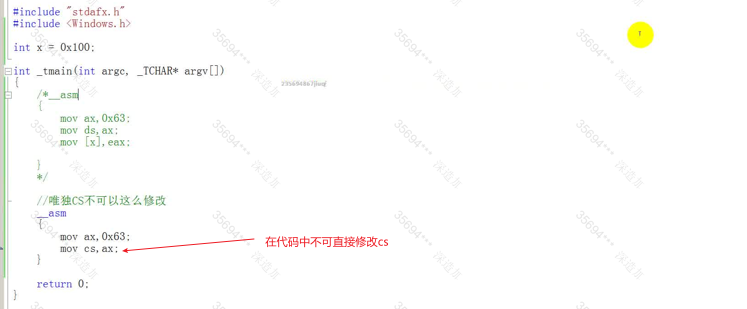 #include "stdafx.h"
#include <Windows.h>
int x = 0x100;
int _tmain(int argc, _TCHAR* argv[])
{
/*__asm
{
mov ax,0x63;
mov ds,ax;
mov [x],eax;
}
*/
//唯独CS不可以这么修改
__asm
{
mov ax,0x63;
mov cs,ax;
}
在代码中不可直接修改cs
return 0;
}